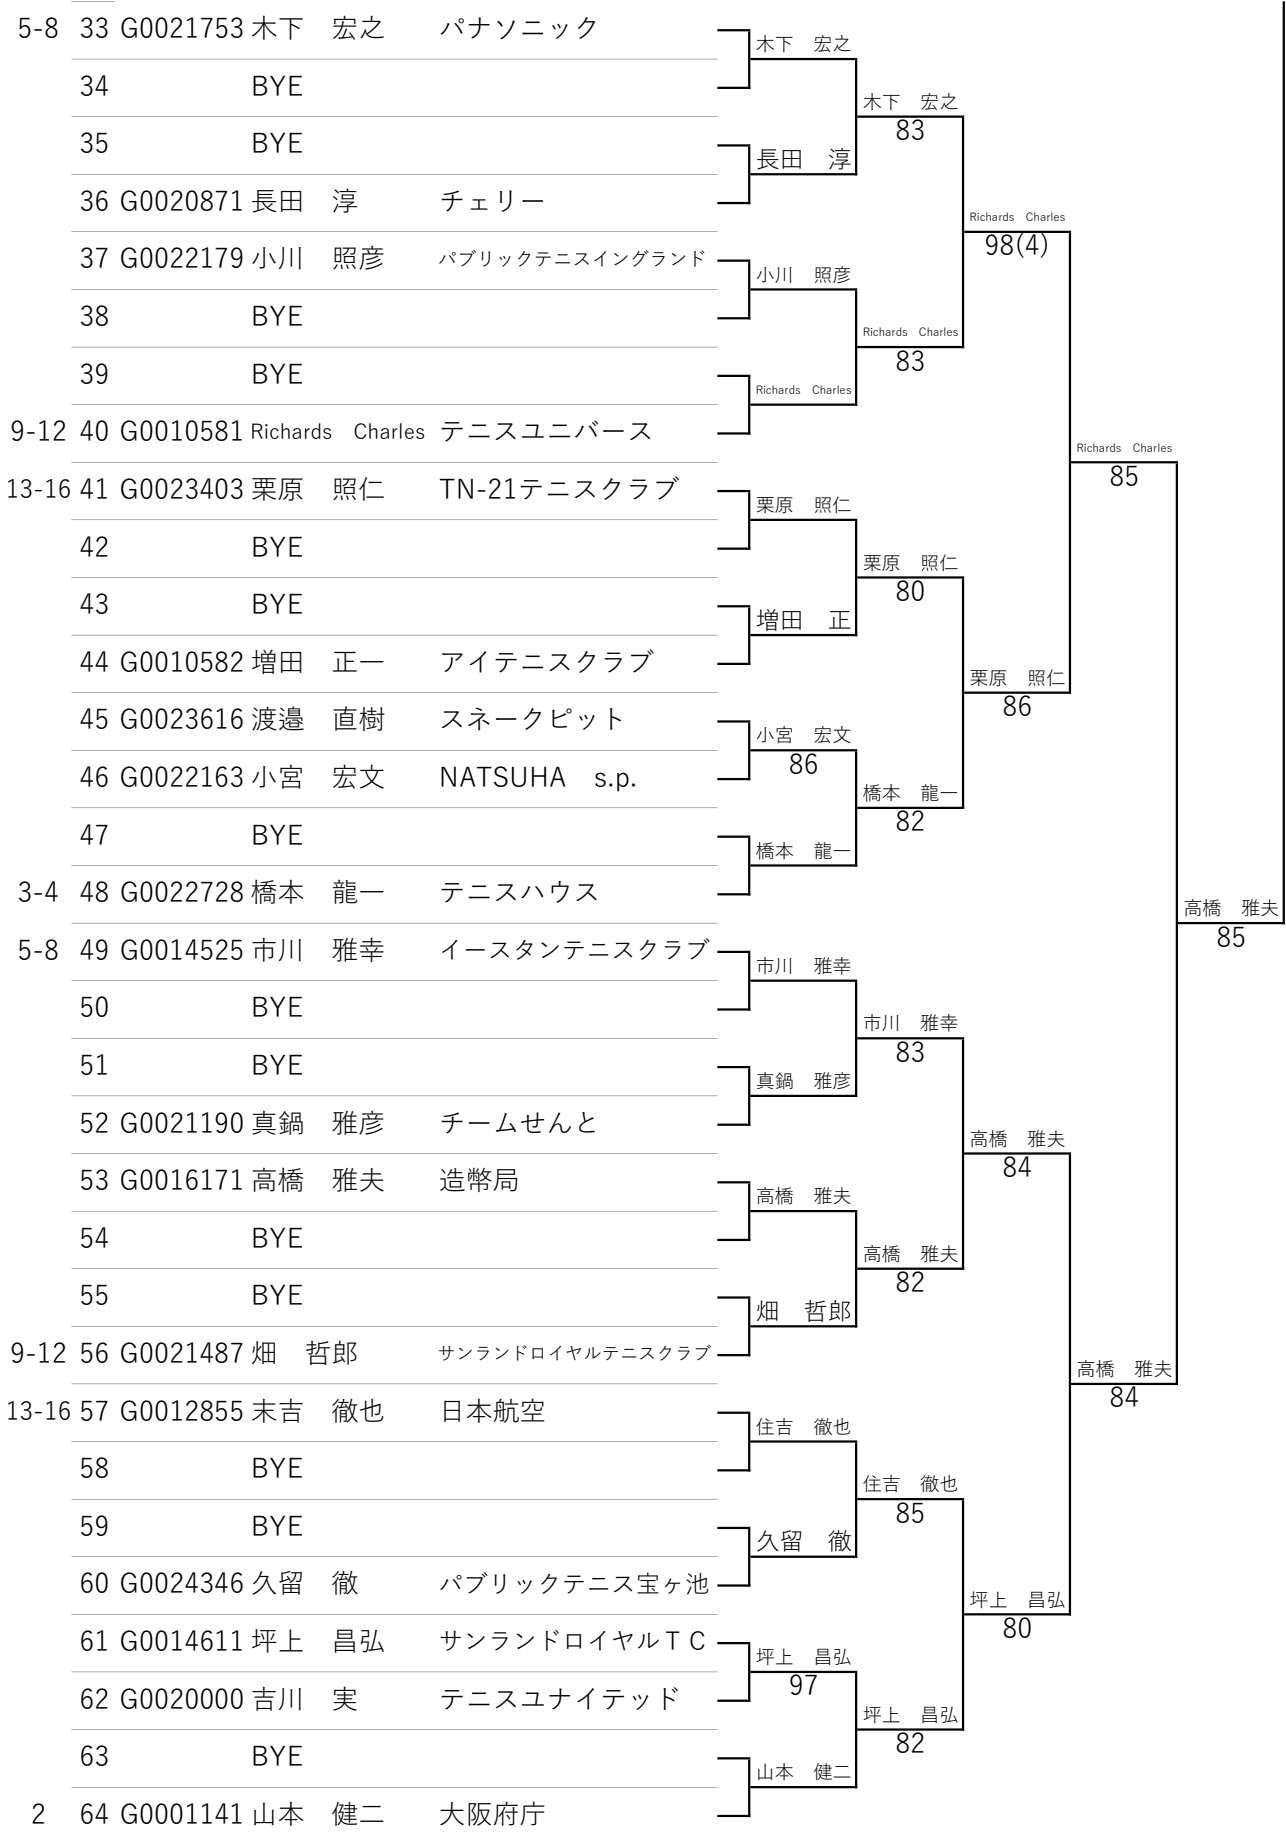 5-8 33 G0021753 木下　宏之 パナソニック
木下　宏之
34 BYE
木下　宏之
83
35 BYE
長田　淳
36 G0020871 長田　淳 チェリー
Richards　Charles
98(4)
37 G0022179 小川　照彦 パブリックテニスイングランド
小川　照彦
38 BYE
Richards　Charles
83
39 BYE
Richards　Charles
9-12 40 G0010581 Richards　Charles テニスユニバース
Richards　Charles
85
13-16 41 G0023403 栗原　照仁 TN-21テニスクラブ
栗原　照仁
42 BYE
栗原　照仁
80
43 BYE
増田　正
44 G0010582 増田　正一 アイテニスクラブ
栗原　照仁
86
45 G0023616 渡邉　直樹 スネークピット
小宮　宏文
86
46 G0022163 小宮　宏文 NATSUHA　s.p.
橋本　龍一
82
47 BYE
橋本　龍一
3-4 48 G0022728 橋本　龍一 テニスハウス
高橋　雅夫
85
5-8 49 G0014525 市川　雅幸 イースタンテニスクラブ
市川　雅幸
50 BYE
市川　雅幸
83
51 BYE
真鍋　雅彦
52 G0021190 真鍋　雅彦 チームせんと
高橋　雅夫
84
53 G0016171 高橋　雅夫 造幣局
高橋　雅夫
54 BYE
高橋　雅夫
82
55 BYE
畑　哲郎
9-12 56 G0021487 畑　哲郎 サンランドロイヤルテニスクラブ
高橋　雅夫
84
13-16 57 G0012855 末吉　徹也 日本航空
住吉　徹也
58 BYE
住吉　徹也
85
59 BYE
久留　徹
60 G0024346 久留　徹 パブリックテニス宝ヶ池
坪上　昌弘
80
61 G0014611 坪上　昌弘 サンランドロイヤルＴＣ
坪上　昌弘
97
62 G0020000 吉川　実 テニスユナイテッド
坪上　昌弘
82
63 BYE
山本　健二
2 64 G0001141 山本　健二 大阪府庁